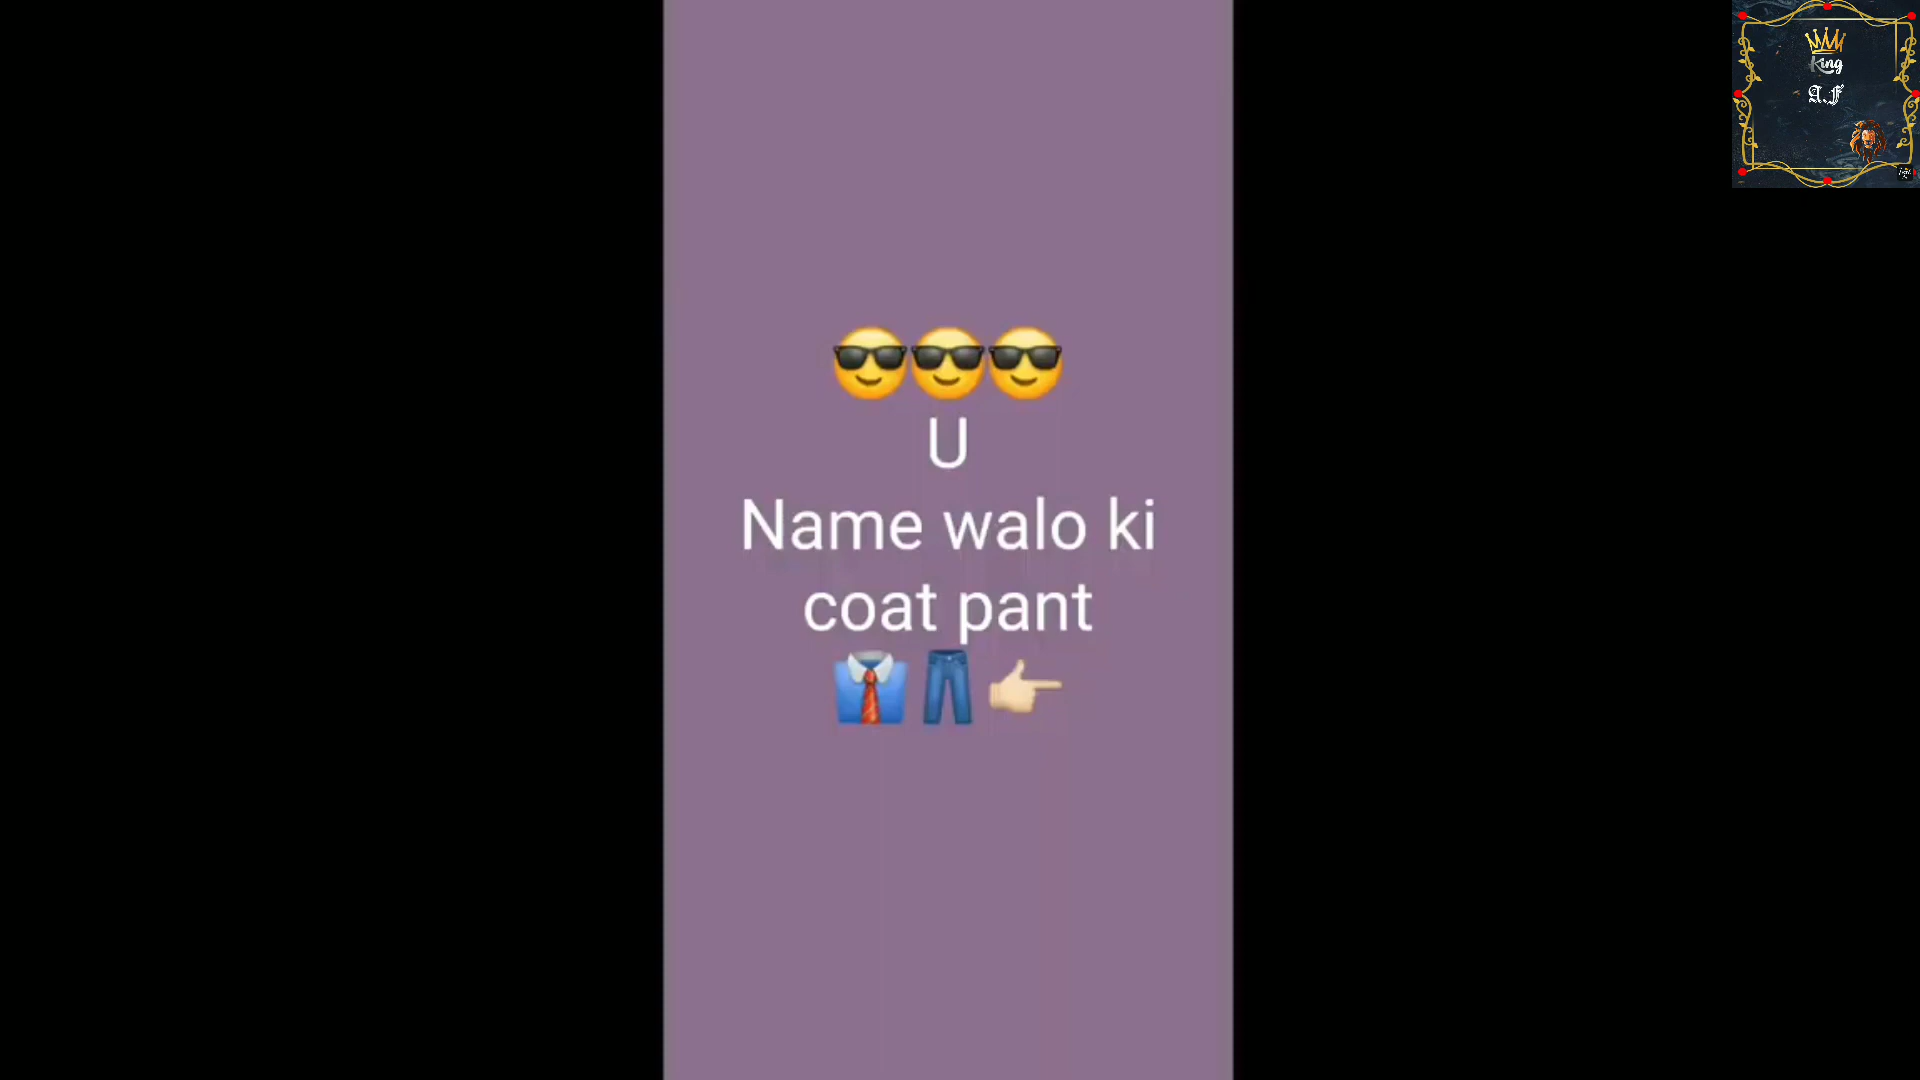 😎😎😎
U
Name walo ki
coat pant
👔👖👉🏻
King
A.F